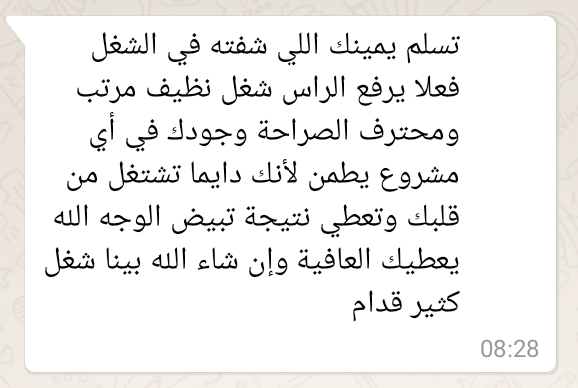 تسلم يمينك اللي شفته في الشغل
فعلا يرفع الراس شغل نظيف مرتب
ومحترف الصراحة وجودك في أي
مشروع يطمن لأنك دايما تشتغل من
قلبك وتعطي نتيجة تبيض الوجه الله
يعطيك العافية وإن شاء الله بينا شغل
كثير قدام
08:28